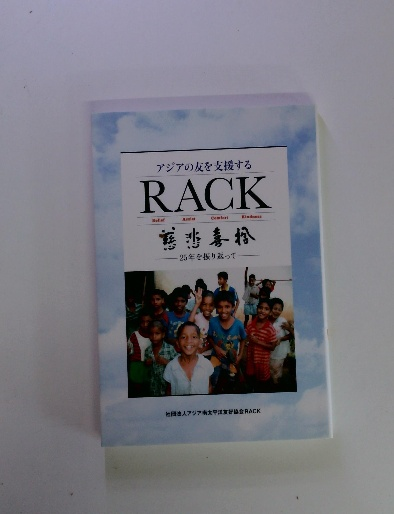 アジアの友を支援する
RACK
Relief Assist Comfort Kindness
慈悲喜捨
25年を振り返って
社団法人アジア南太平洋友好協会RACK